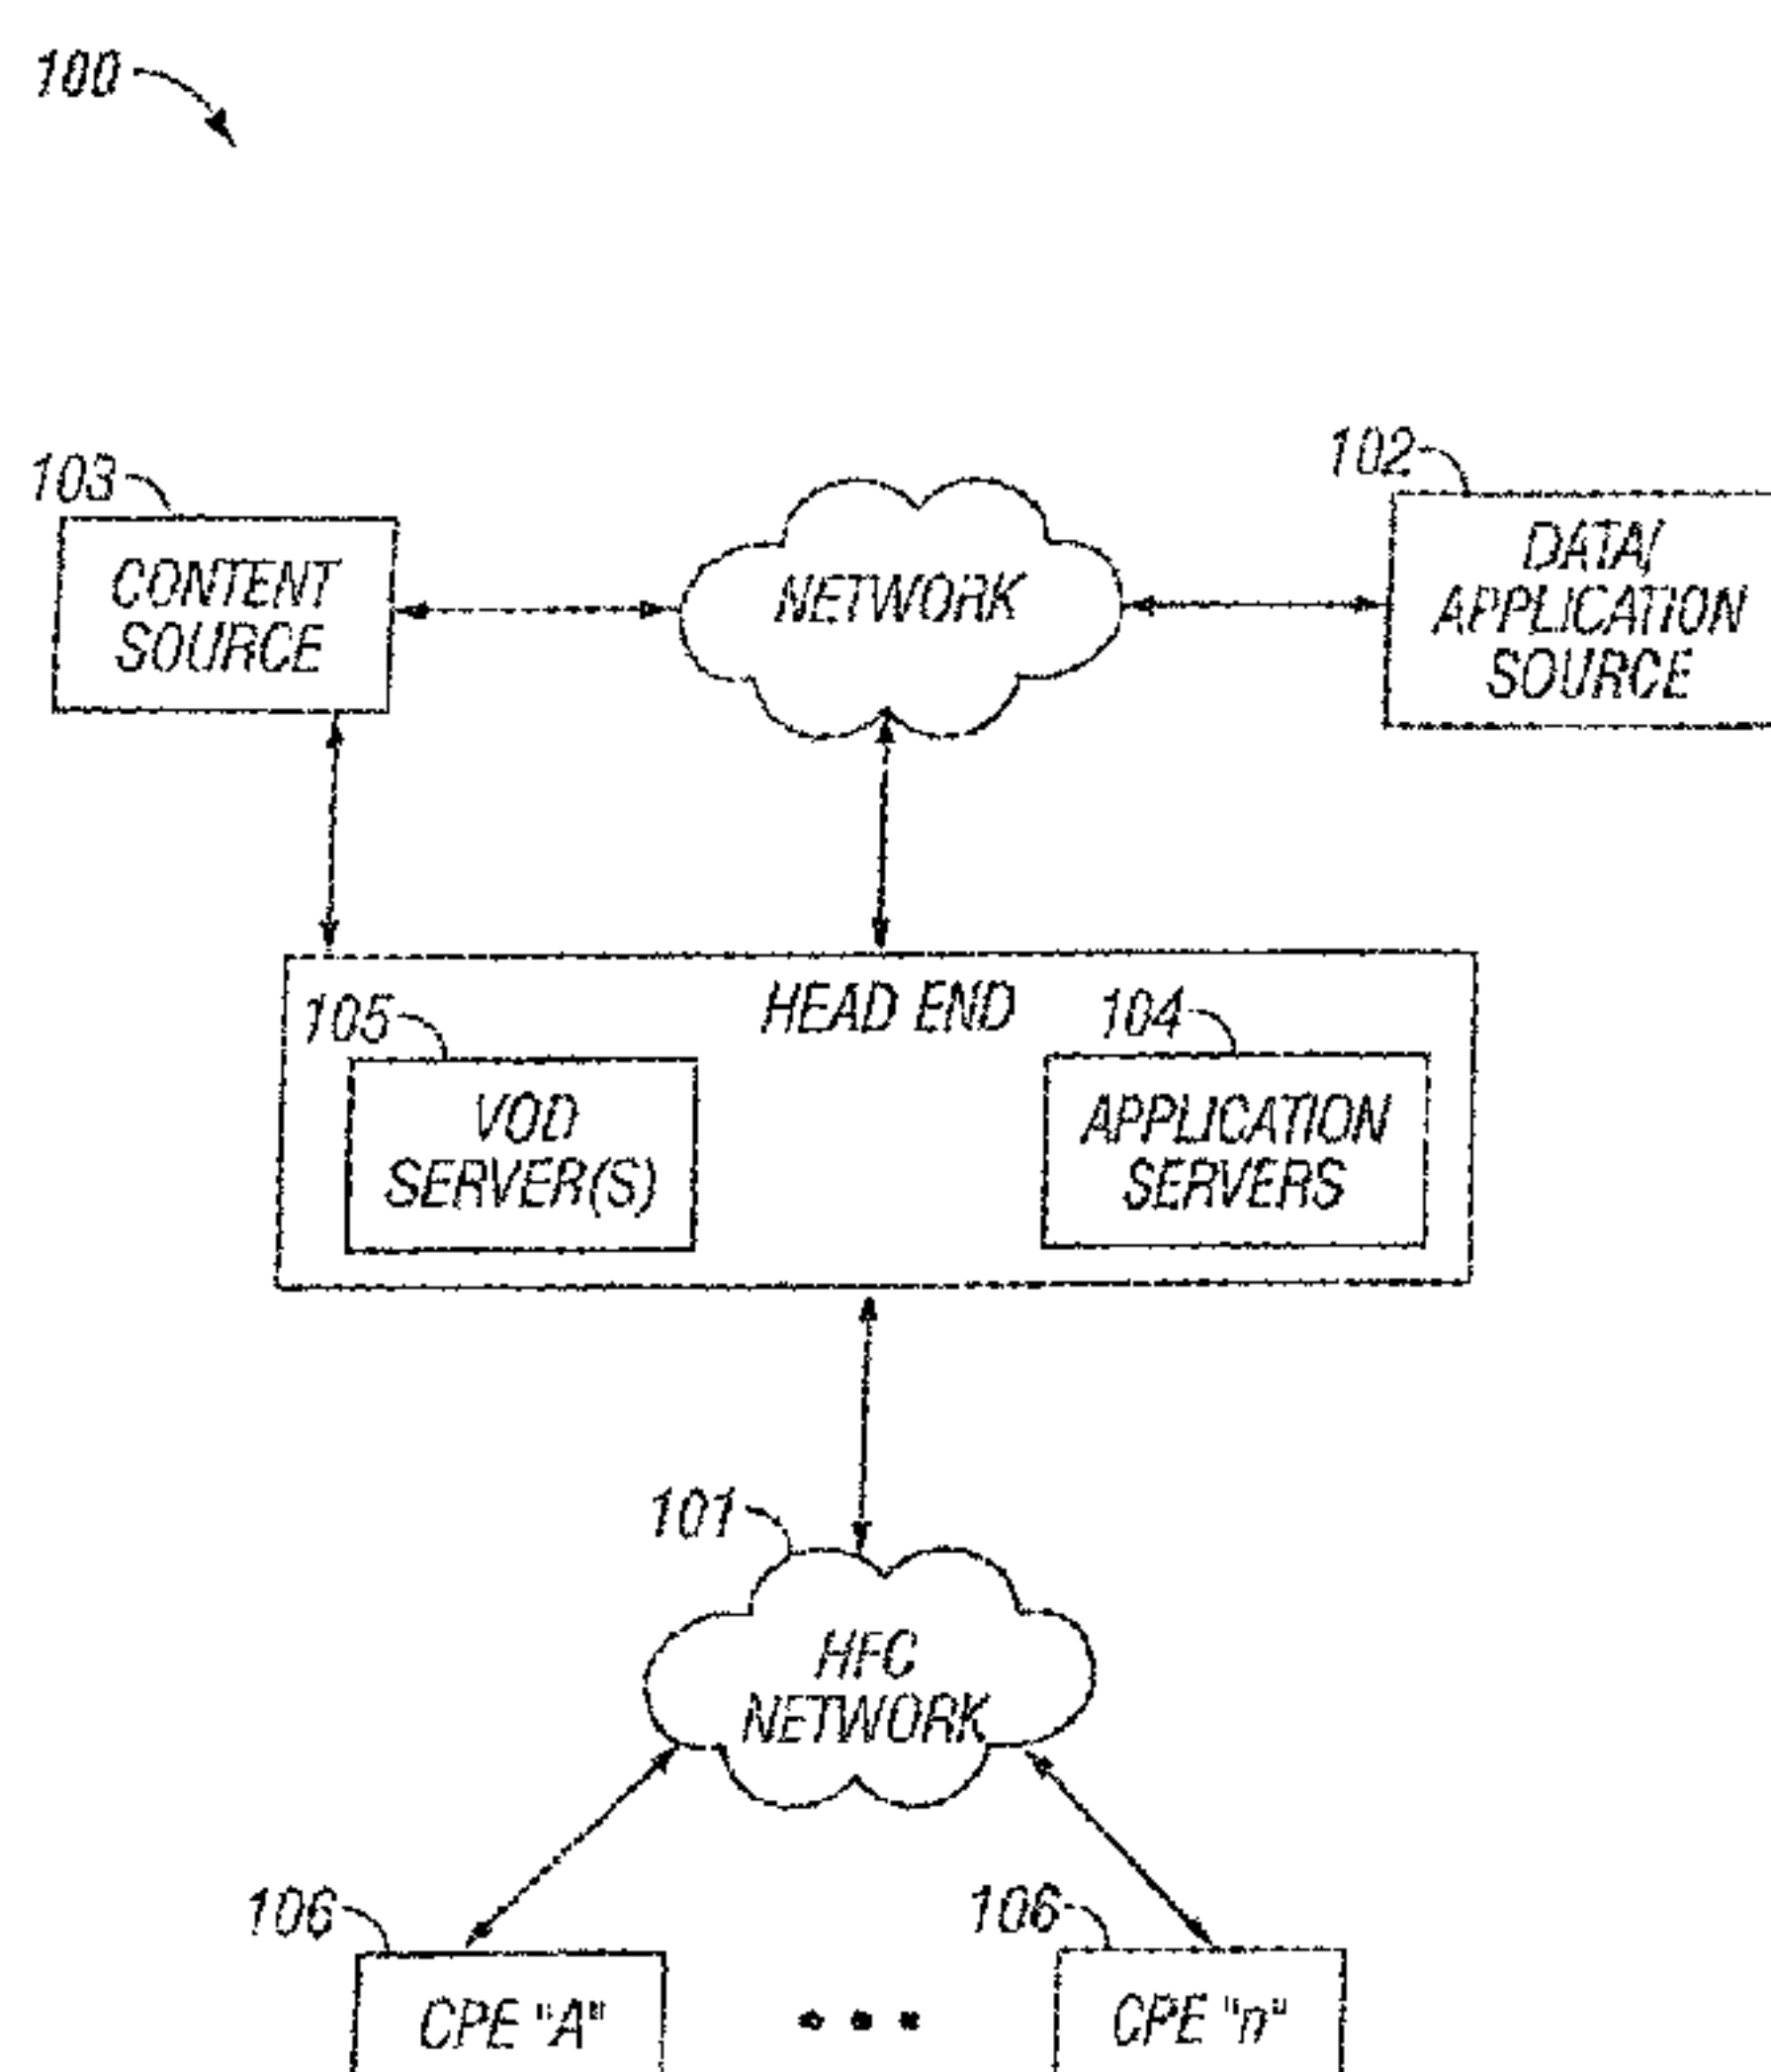 100
103
102
CONTENT
SOURCE
NETWORK
DATA/
APPLICATION
SOURCE
HEAD END
105
104
VOD
SERVER(S)
APPLICATION
SERVERS
101
HFC
NETWORK
106
106
CPE "A"
CPE "n"